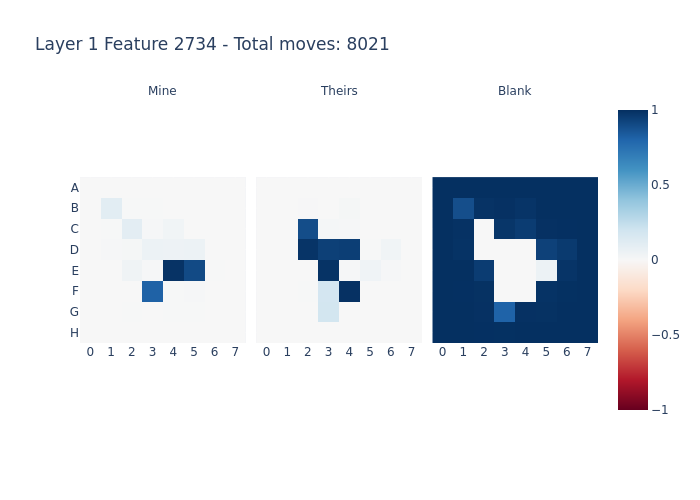 Layer 1 Feature 2734 - Total moves: 8021
Mine
Theirs
Blank
A
B
C
D
E
F
G
H
0 1 2 3 4 5 6 7
0 1 2 3 4 5 6 7
0 1 2 3 4 5 6 7
1
0.5
0
−0.5
−1